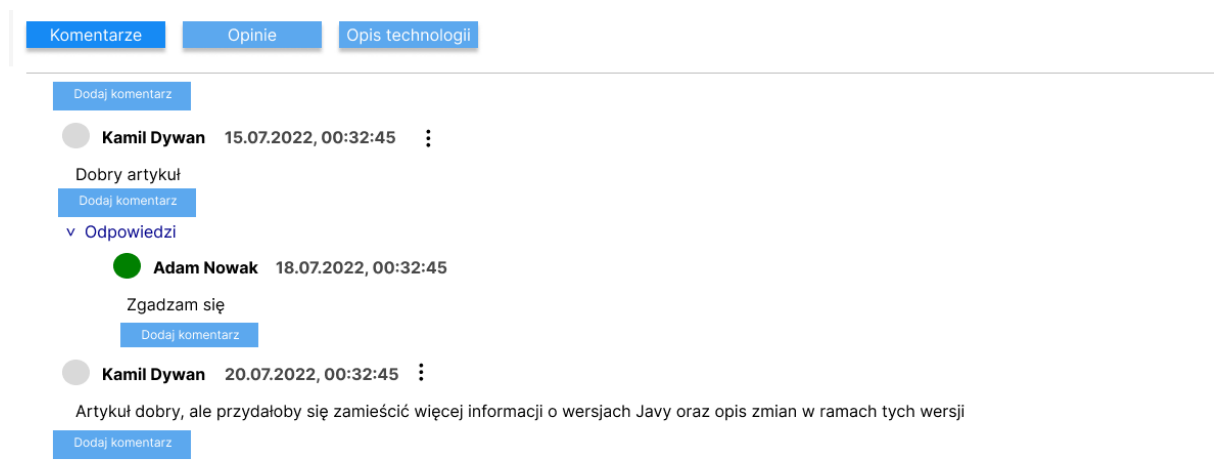 Komentarze Opinie Opis technologii
Dodaj komentarz
Kamil Dywan 15.07.2022, 00:32:45
Dobry artykuł
Dodaj komentarz
Odpowiedzi
Adam Nowak 18.07.2022, 00:32:45
Zgadzam się
Dodaj komentarz
Kamil Dywan 20.07.2022, 00:32:45
Artykuł dobry, ale przydałoby się zamieścić więcej informacji o wersjach Javy oraz opis zmian w ramach tych wersji
Dodaj komentarz